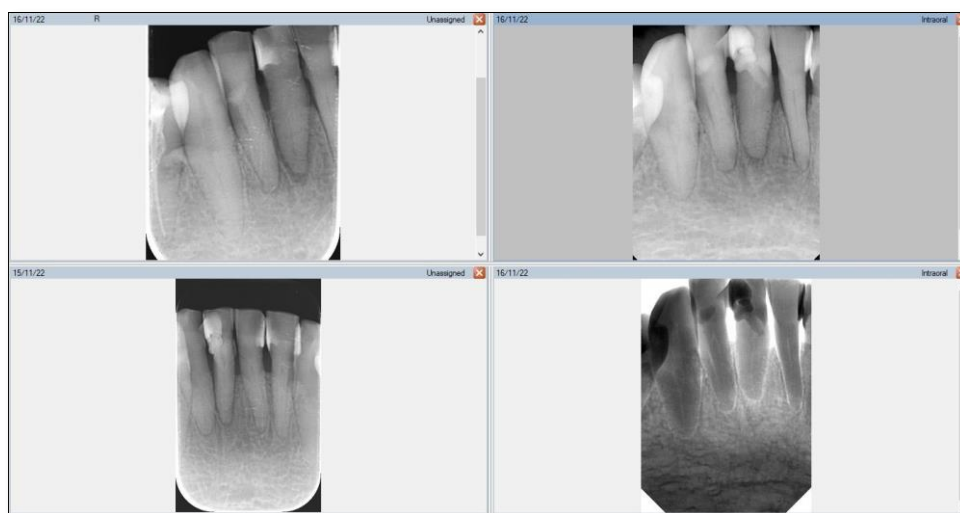 16/11/22 R Unassigned
16/11/22 Intraoral
15/11/22 Unassigned
16/11/22 Intraoral